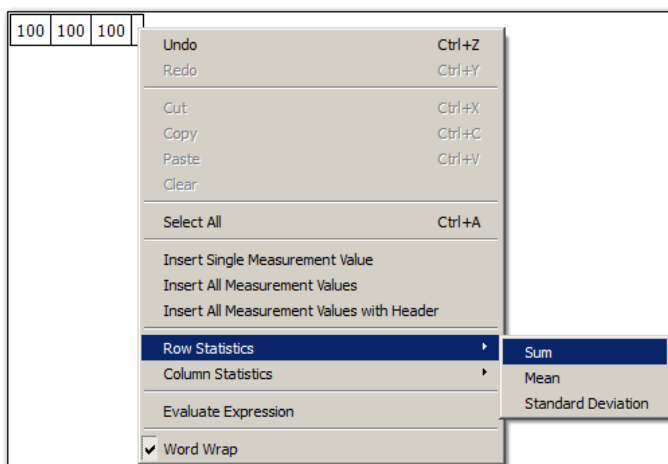 100 100 100
Undo Ctrl+Z
Redo Ctrl+Y
Cut Ctrl+X
Copy Ctrl+C
Paste Ctrl+V
Clear
Select All Ctrl+A
Insert Single Measurement Value
Insert All Measurement Values
Insert All Measurement Values with Header
Row Statistics
Column Statistics
Evaluate Expression
Word Wrap
Sum
Mean
Standard Deviation